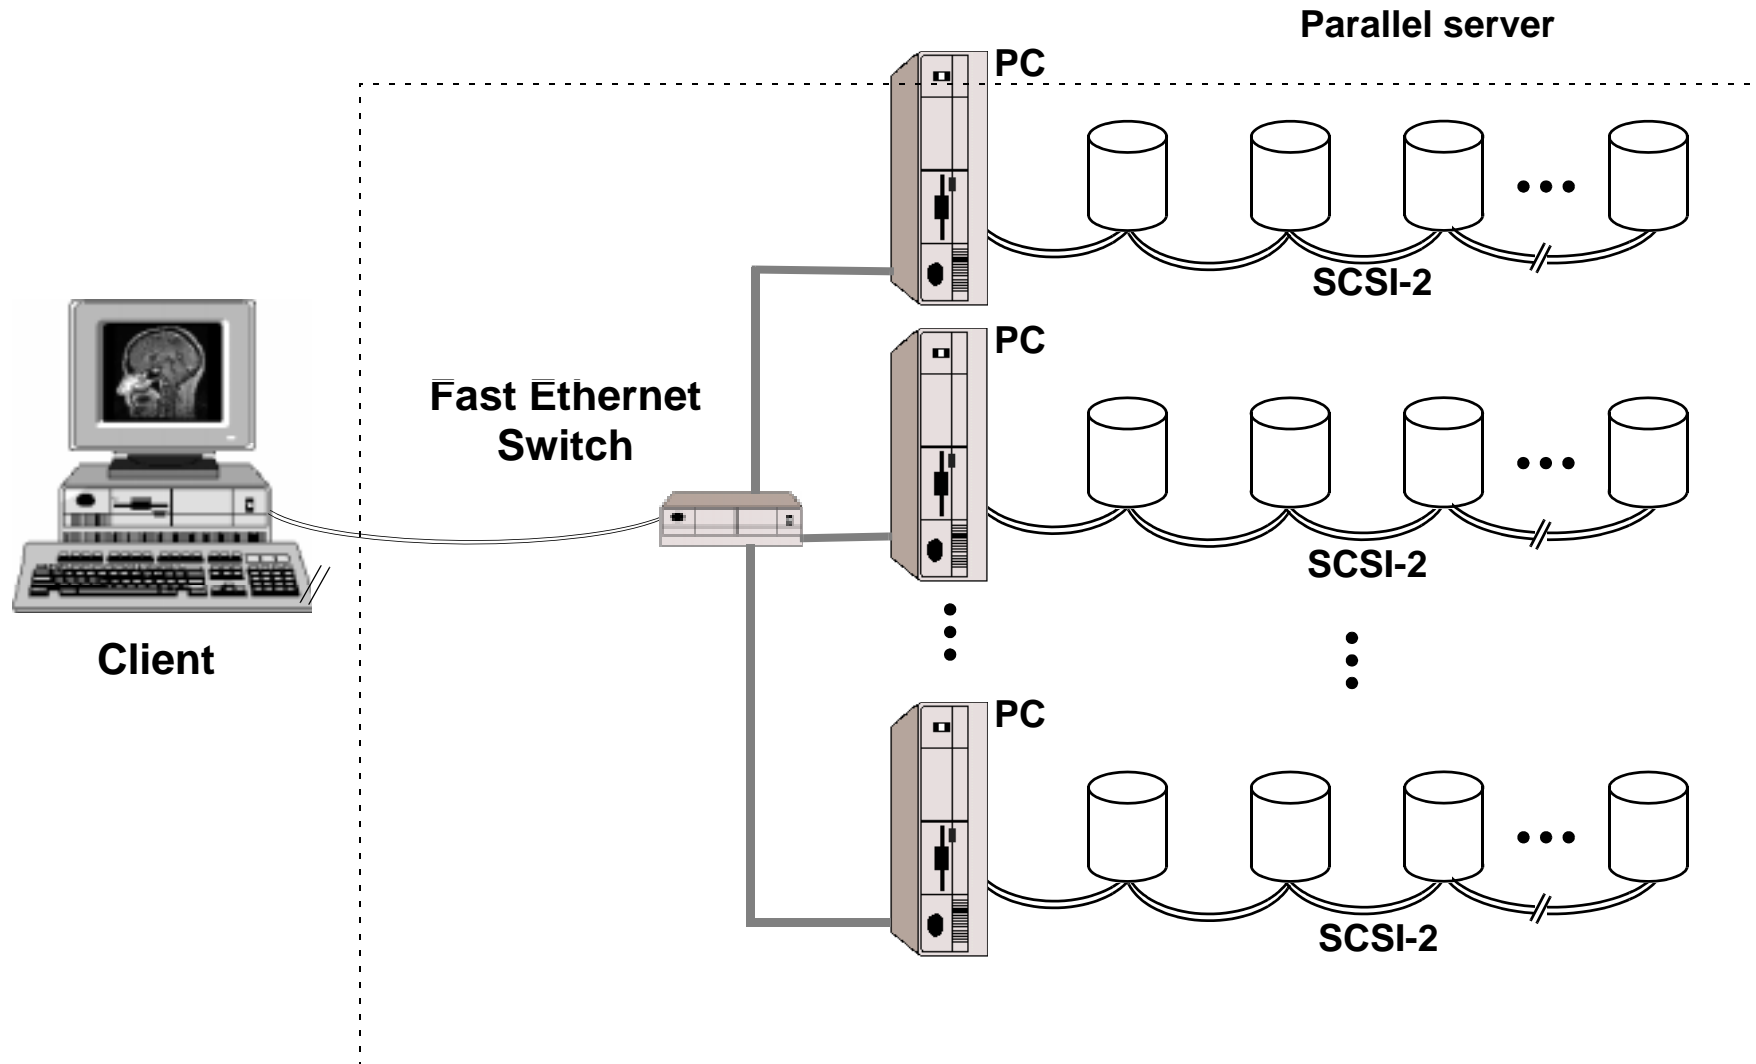 Parallel server
PC
SCSI-2
PC
Fast Ethernet
Switch
SCSI-2
Client
PC
SCSI-2